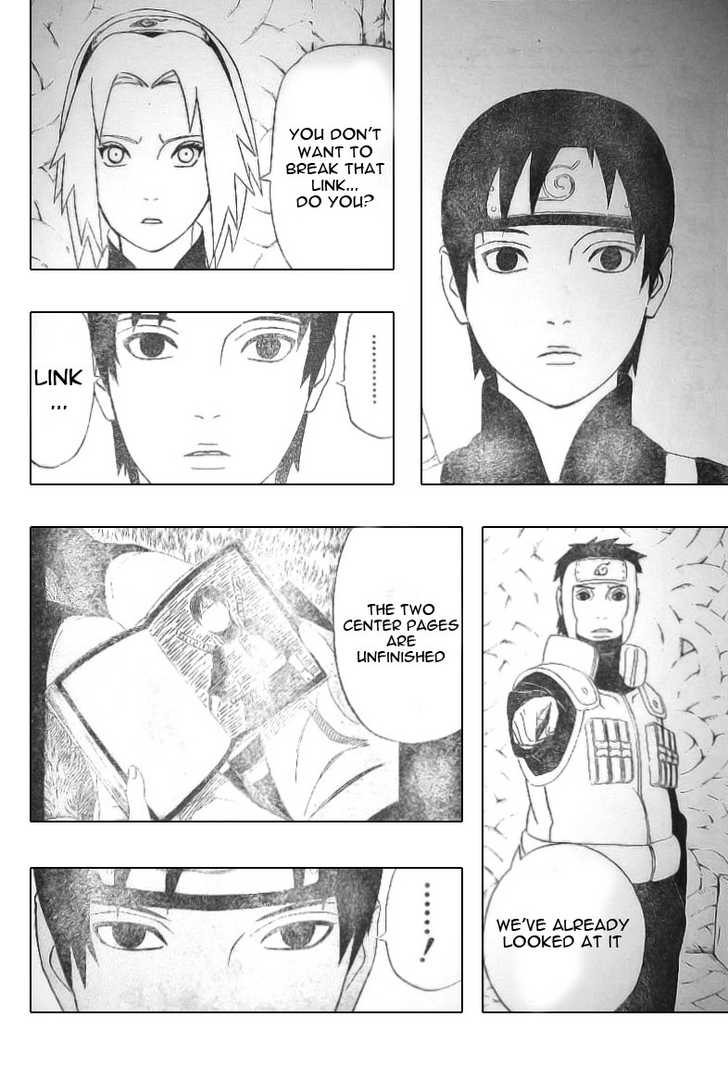 YOU DON'T
WANT TO
BREAK THAT
LINK...
DO YOU?
........
LINK
...
WE'VE ALREADY
LOOKED AT IT
THE TWO
CENTER PAGES
ARE
UNFINISHED
......!